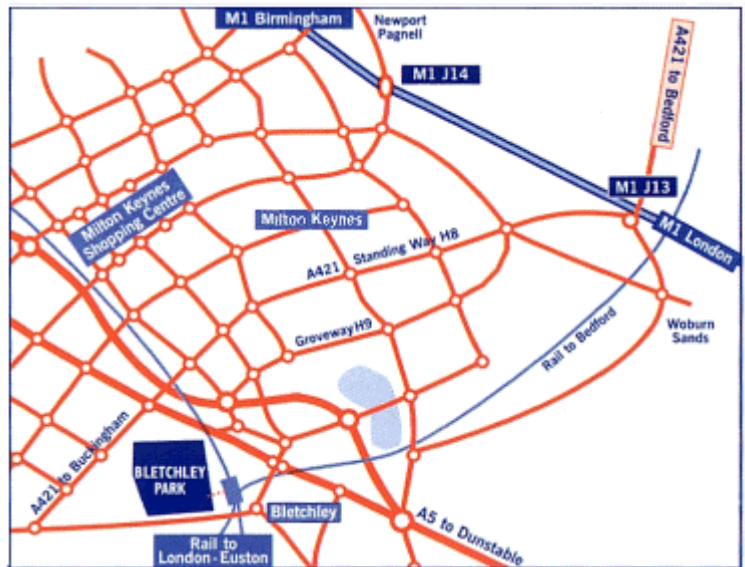 M1 Birmingham
Newport
Pagnell
M1 J14
A421 to Bedford
M1 J13
M1 London
Milton Keynes
Shopping Centre
Milton Keynes
A421 Standing Way H8
Groveway H9
Rail to Bedford
Woburn
Sands
A421 to Buckingham
BLETCHLEY
PARK
Bletchley
A5 to Dunstable
Rail to
London-Euston